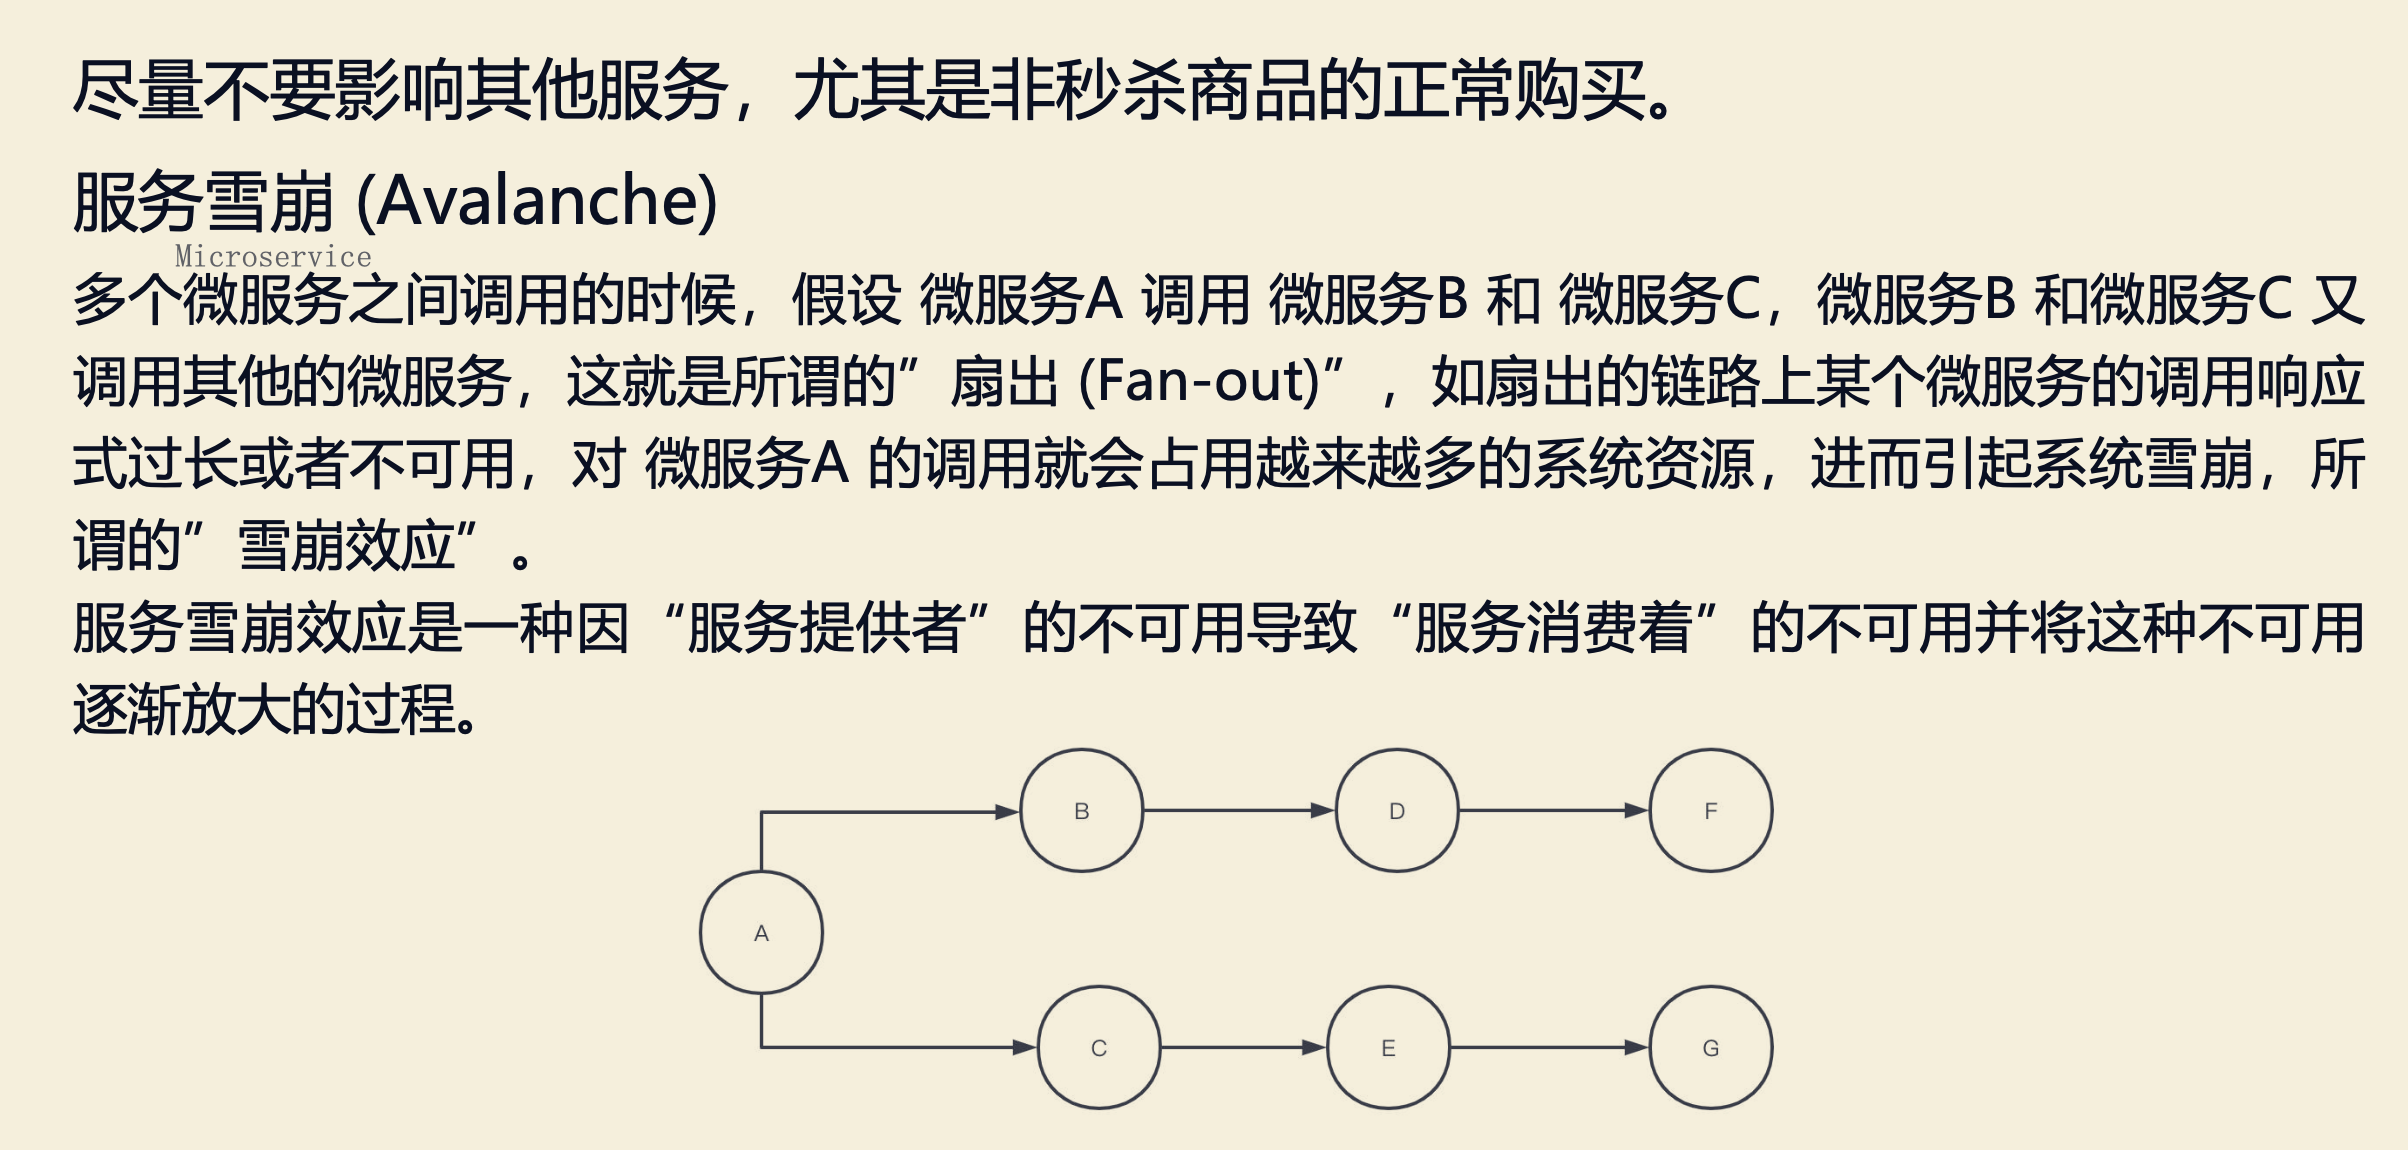 尽量不要影响其他服务，尤其是非秒杀商品的正常购买。
服务雪崩 (Avalanche)
Microservice
多个微服务之间调用的时候，假设 微服务A 调用 微服务B 和 微服务C，微服务B 和微服务C 又
调用其他的微服务，这就是所谓的”扇出 (Fan-out)”，如扇出的链路上某个微服务的调用响应
式过长或者不可用，对 微服务A 的调用就会占用越来越多的系统资源，进而引起系统雪崩，所
谓的”雪崩效应”。
服务雪崩效应是一种因“服务提供者”的不可用导致“服务消费着”的不可用并将这种不可用
逐渐放大的过程。
B D F
A
C E G